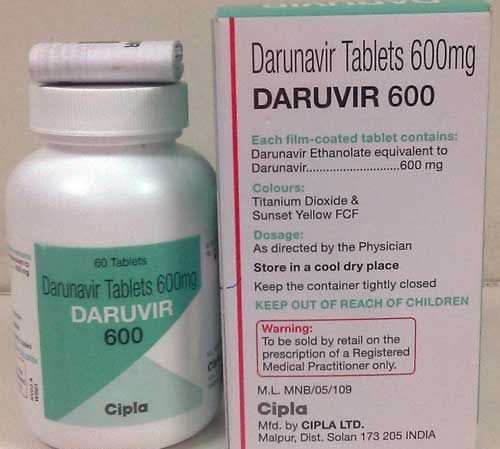 DARUVIR
60 Tablets
Darunavir Tablets 600mg
DARUVIR
600
Cipla
Darunavir Tablets 600mg
DARUVIR 600
Each film-coated tablet contains:
Darunavir Ethanolate equivalent to
Darunavir............................600 mg
Colours:
Titanium Dioxide &
Sunset Yellow FCF
Dosage:
As directed by the Physician
Store in a cool dry place
Keep the container tightly closed
KEEP OUT OF REACH OF CHILDREN
Warning:
To be sold by retail on the
prescription of a Registered
Medical Practitioner only.
M.L. MNB/05/109
Cipla
Mfd. by CIPLA LTD.
Malpur, Dist. Solan 173 205 INDIA